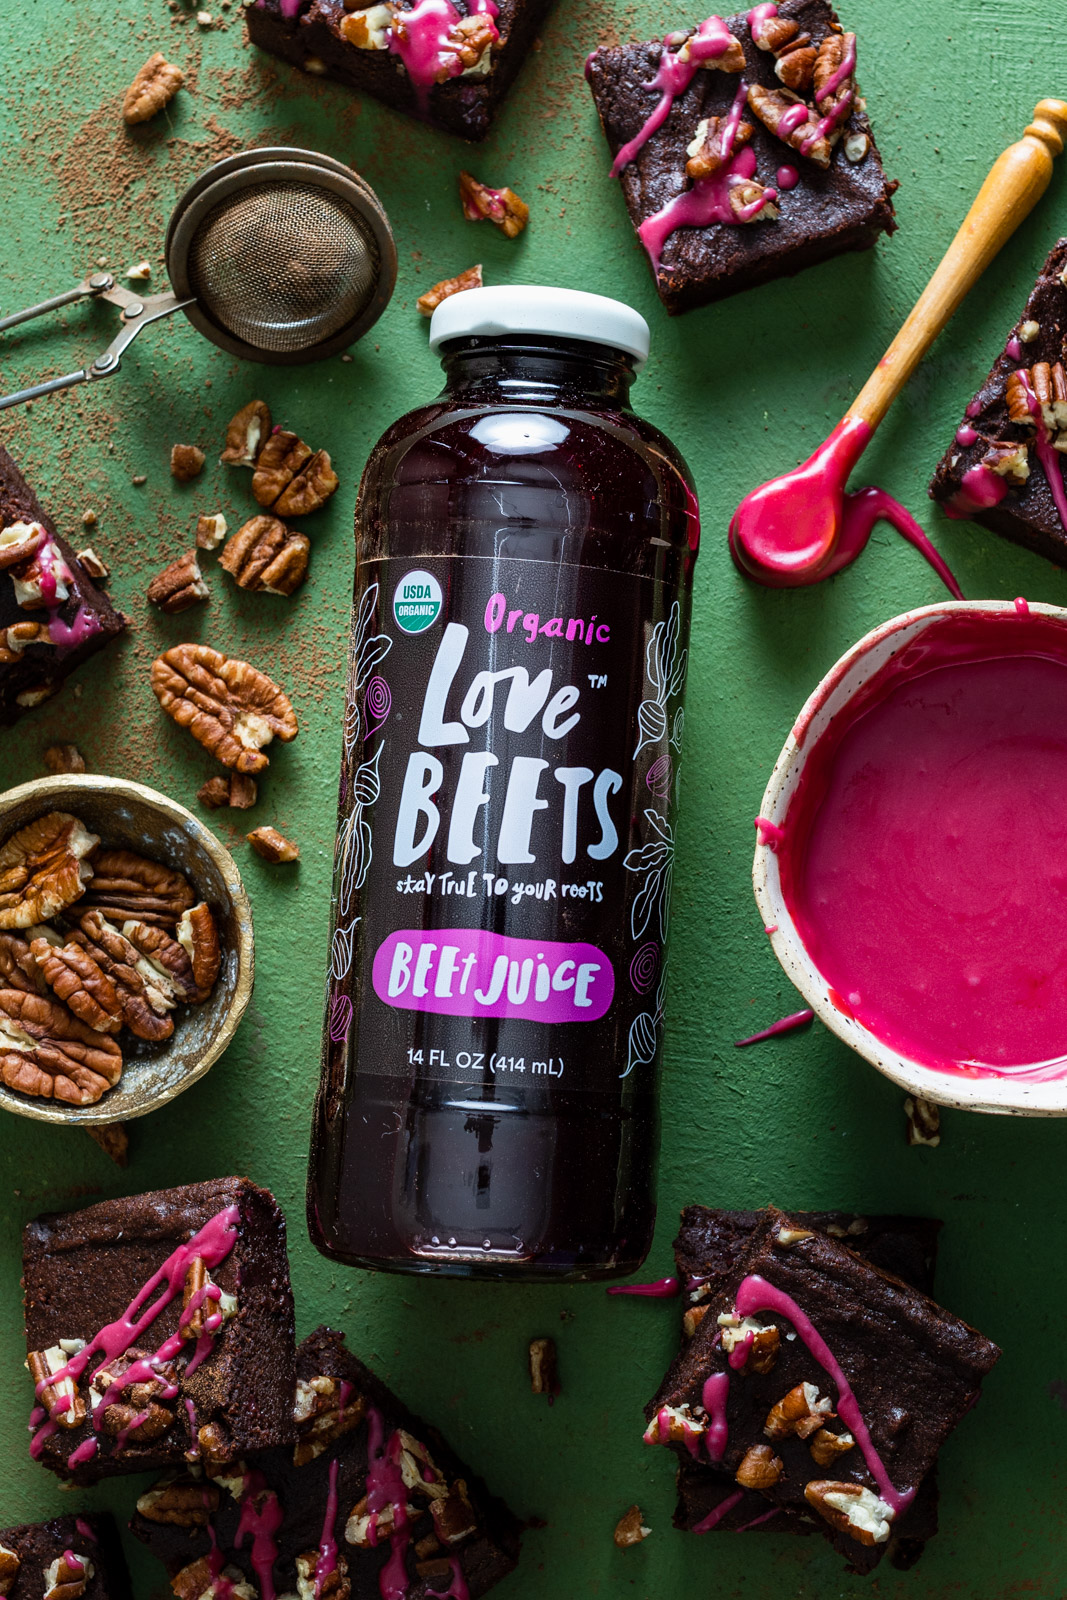 USDA
ORGANIC
Organic
Love™
BEETS
stay True To youR rooTS
BEEt JUiCE
14 FL OZ (414 mL)